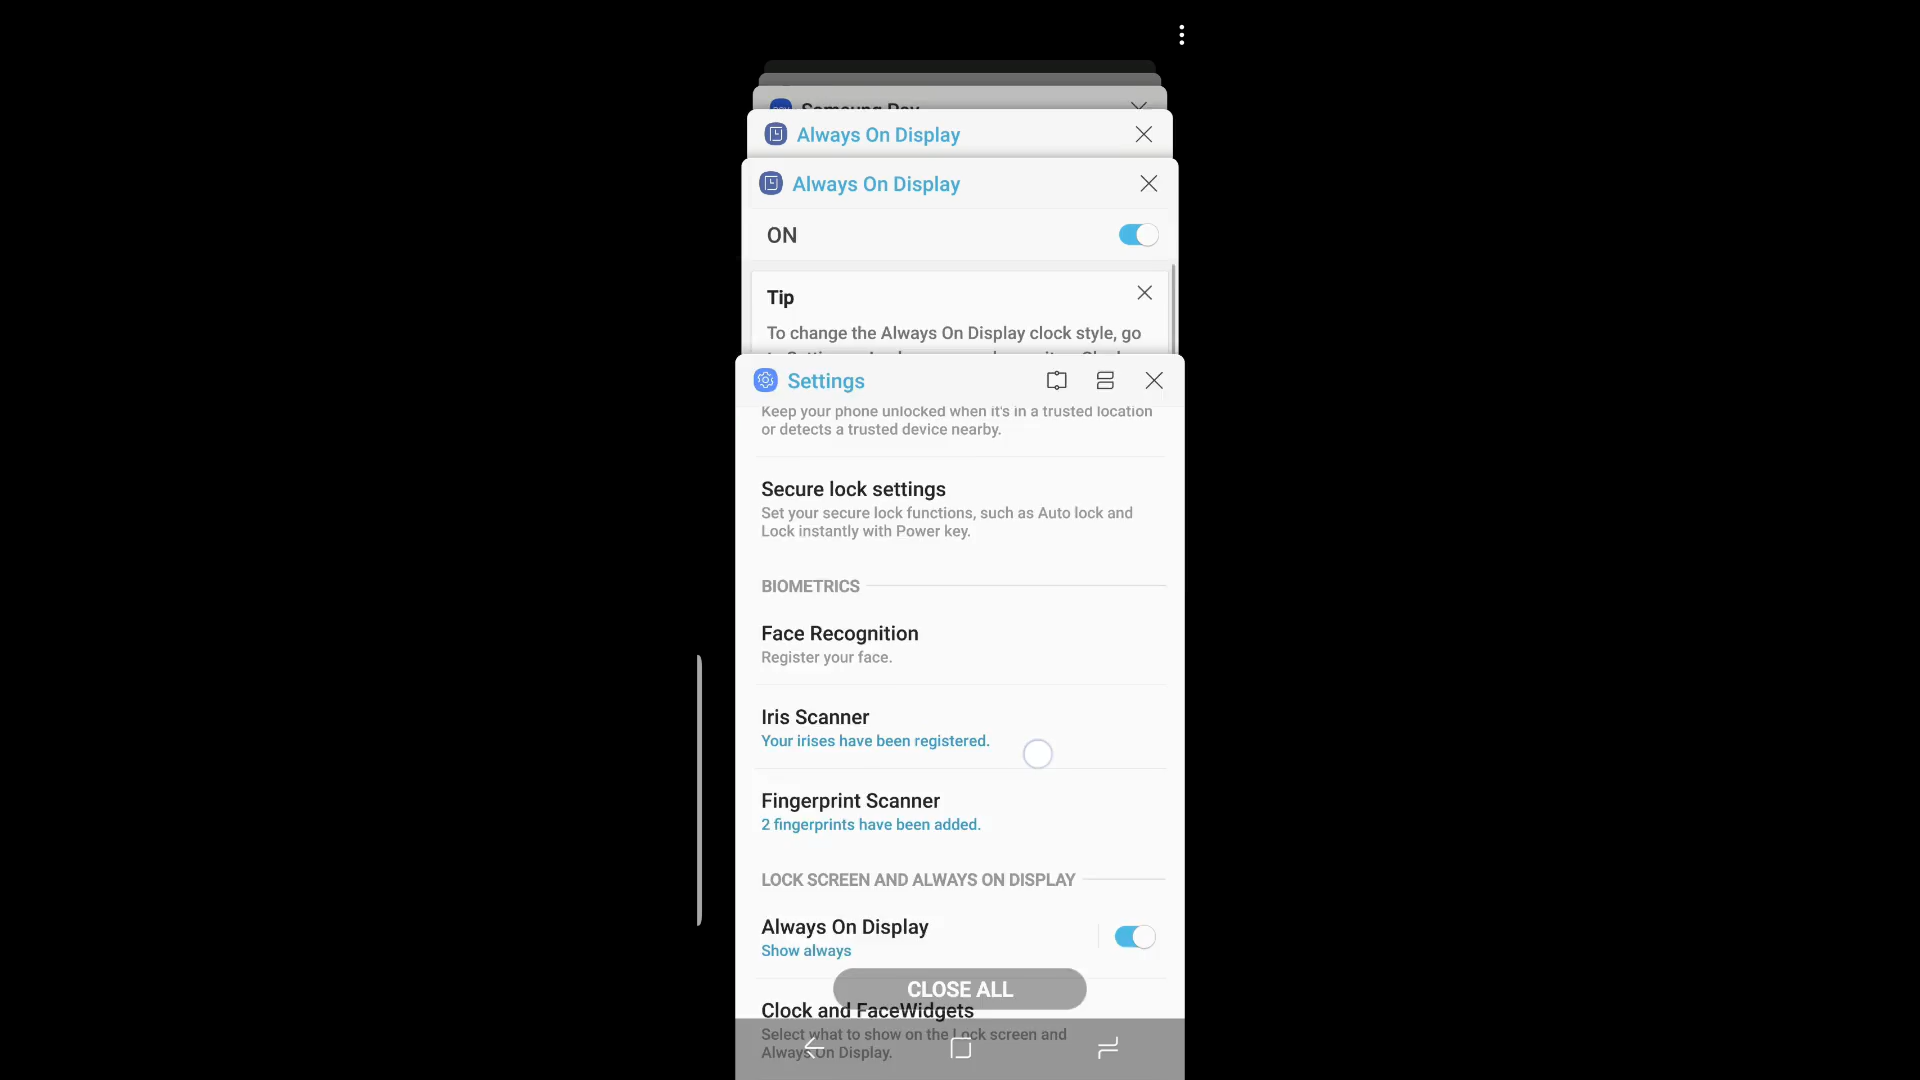 Samsung Pay
Always On Display
Always On Display
ON
Tip
To change the Always On Display clock style, go
Settings
Keep your phone unlocked when it's in a trusted location
or detects a trusted device nearby.
Secure lock settings
Set your secure lock functions, such as Auto lock and
Lock instantly with Power key.
BIOMETRICS
Face Recognition
Register your face.
Iris Scanner
Your irises have been registered.
Fingerprint Scanner
2 fingerprints have been added.
LOCK SCREEN AND ALWAYS ON DISPLAY
Always On Display
Show always
CLOSE ALL
Clock and FaceWidgets
Select what to show on the Lock screen and
Always On Display.